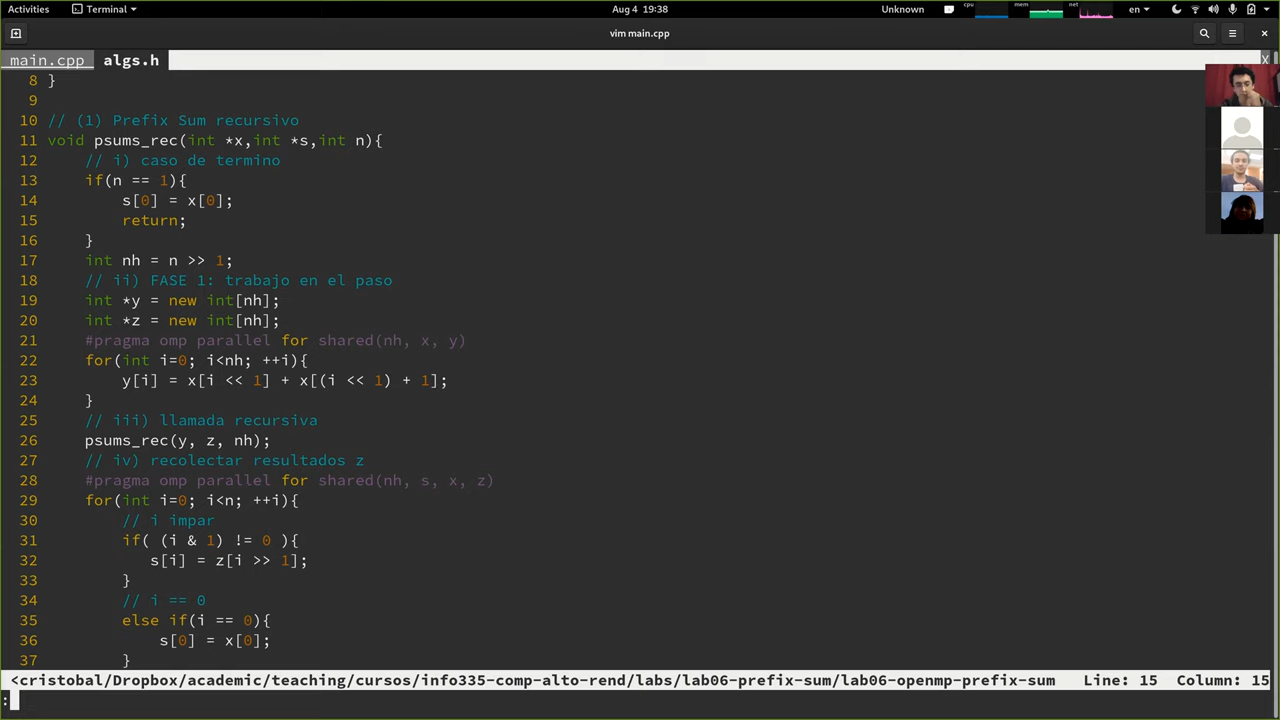 Activities Terminal Aug 4 19:38 Unknown cpu mem net en
vim main.cpp
main.cpp algs.h X
8 }
9
10 // (1) Prefix Sum recursivo
11 void psums_rec(int *x,int *s,int n){
12 // i) caso de termino
13 if(n == 1){
14 s[0] = x[0];
15 return;
16 }
17 int nh = n >> 1;
18 // ii) FASE 1: trabajo en el paso
19 int *y = new int[nh];
20 int *z = new int[nh];
21 #pragma omp parallel for shared(nh, x, y)
22 for(int i=0; i<nh; ++i){
23 y[i] = x[i << 1] + x[(i << 1) + 1];
24 }
25 // iii) llamada recursiva
26 psums_rec(y, z, nh);
27 // iv) recolectar resultados z
28 #pragma omp parallel for shared(nh, s, x, z)
29 for(int i=0; i<n; ++i){
30 // i impar
31 if( (i & 1) != 0 ){
32 s[i] = z[i >> 1];
33 }
34 // i == 0
35 else if(i == 0){
36 s[0] = x[0];
37 }
<cristobal/Dropbox/academic/teaching/cursos/info335-comp-alto-rend/labs/lab06-prefix-sum/lab06-openmp-prefix-sum Line: 15 Column: 15
: